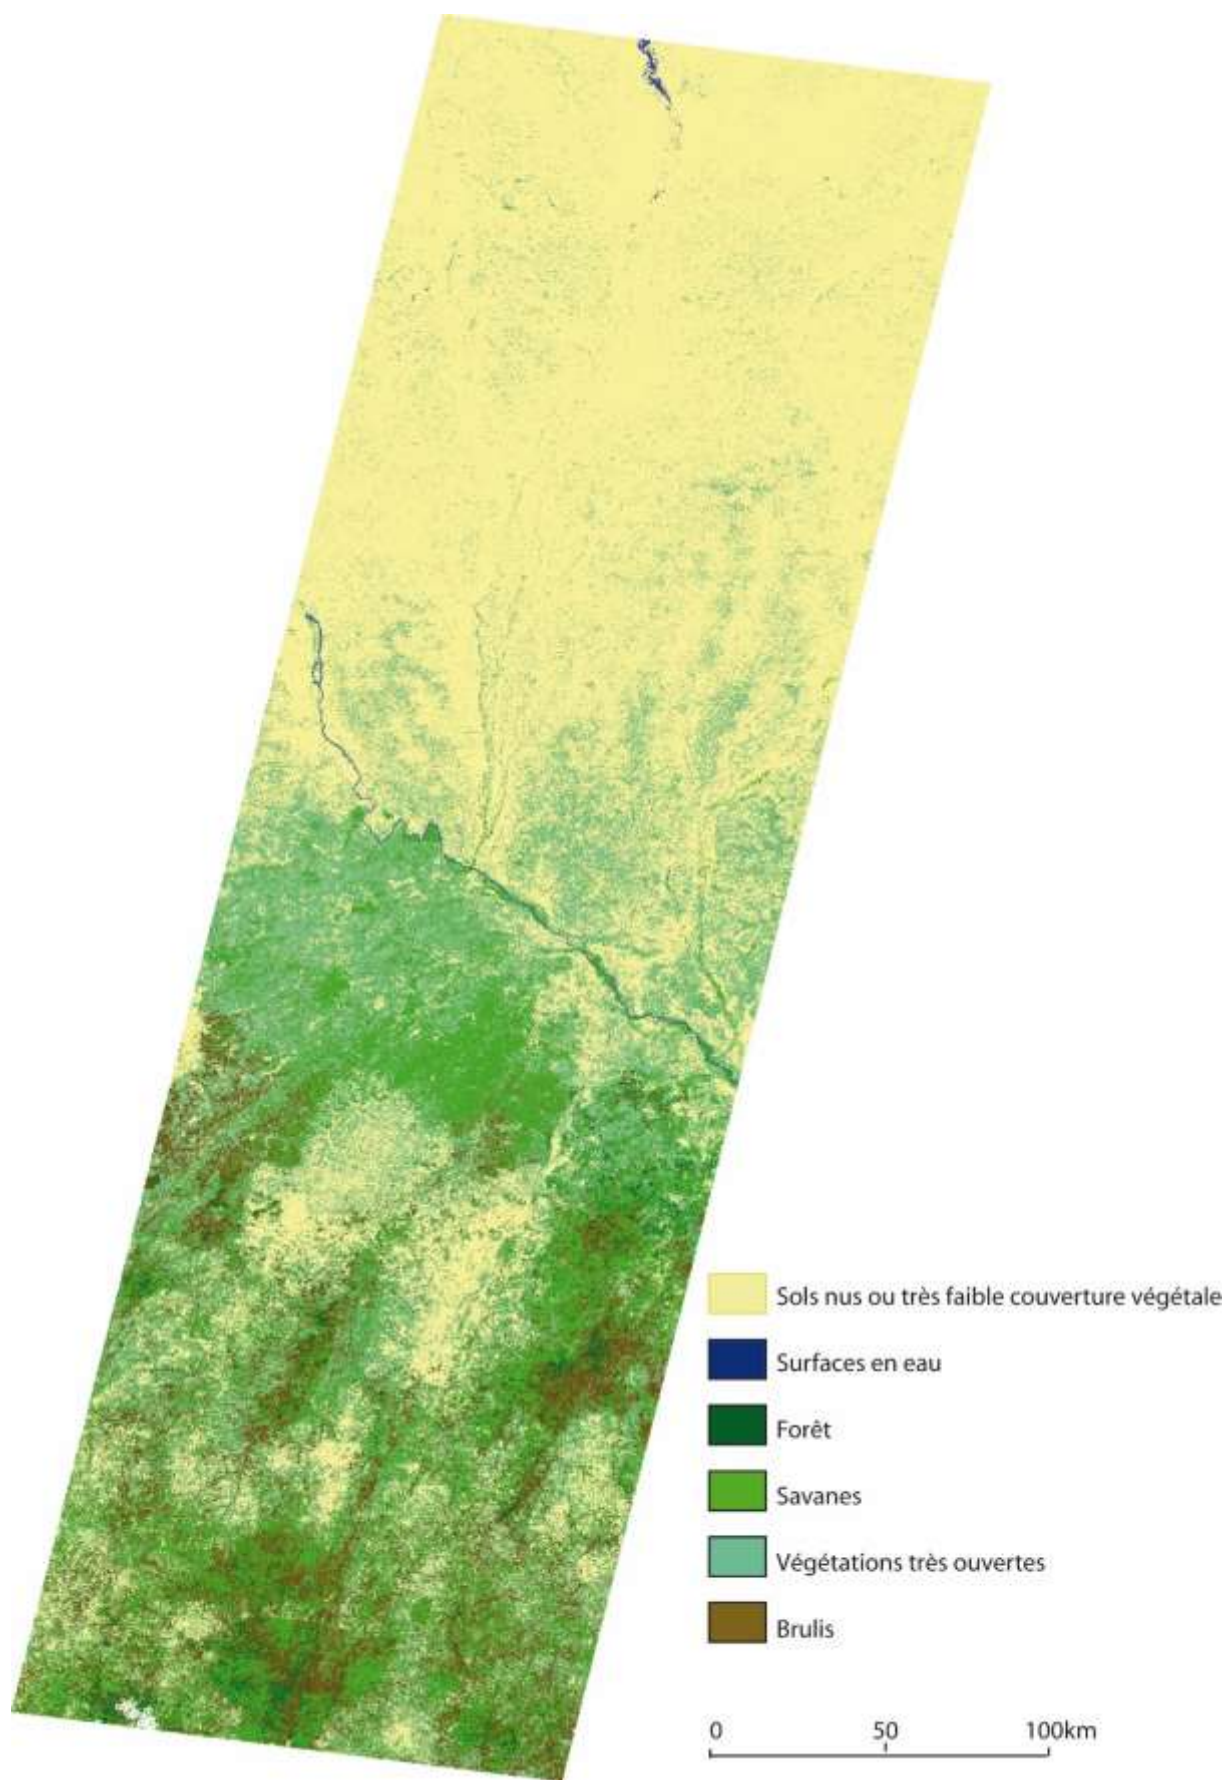 Sols nus ou très faible couverture végétale
Surfaces en eau
Forêt
Savanes
Végétations très ouvertes
Brulis
0 50 100km